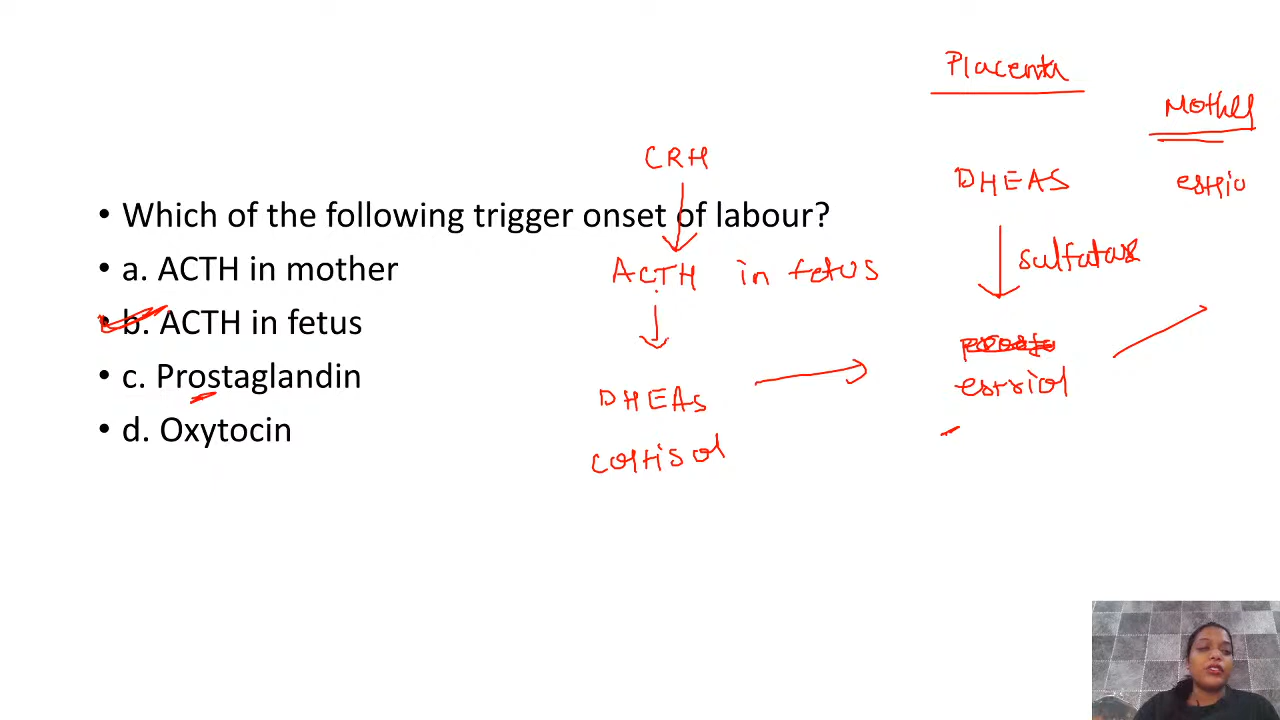 • Which of the following trigger onset of labour?
• a. ACTH in mother
• b. ACTH in fetus
• c. Prostaglandin
• d. Oxytocin
CRH
ACTH in fetus
DHEAS
cortisol
Placenta
DHEAS
estriol
Mother
estrio